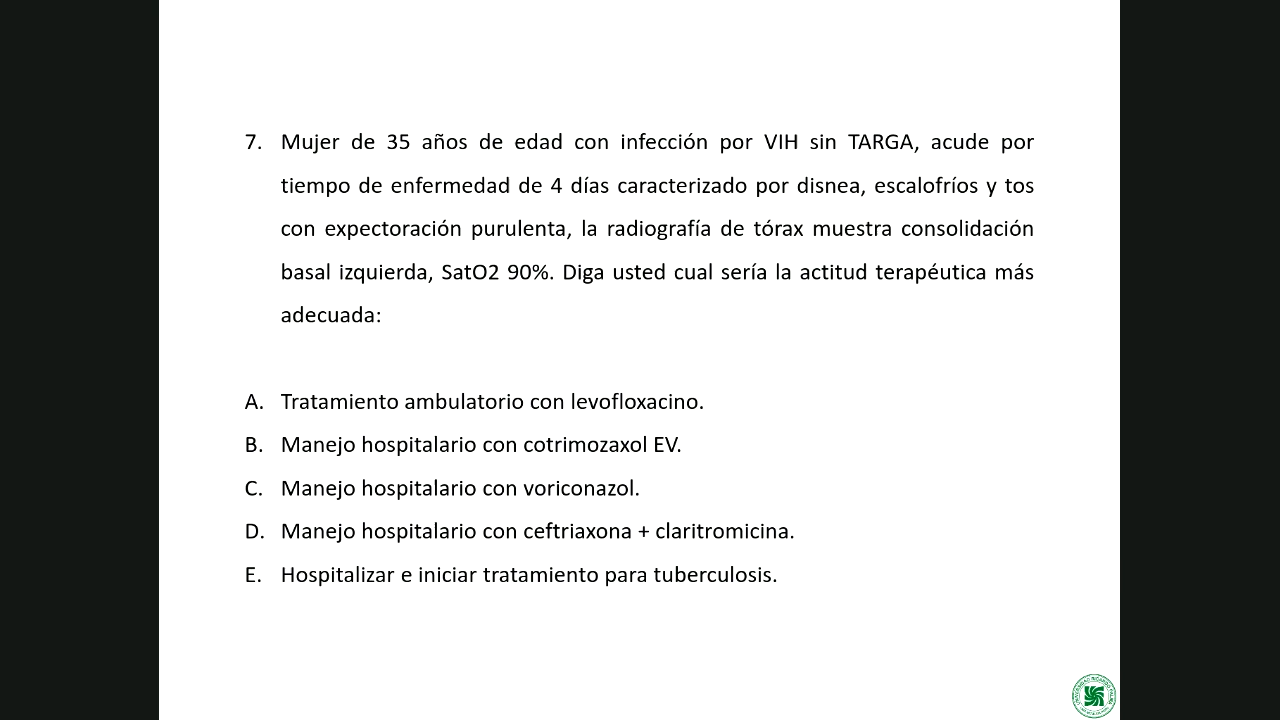 7. Mujer de 35 años de edad con infección por VIH sin TARGA, acude por
tiempo de enfermedad de 4 días caracterizado por disnea, escalofríos y tos
con expectoración purulenta, la radiografía de tórax muestra consolidación
basal izquierda, SatO2 90%. Diga usted cual sería la actitud terapéutica más
adecuada:
A. Tratamiento ambulatorio con levofloxacino.
B. Manejo hospitalario con cotrimozaxol EV.
C. Manejo hospitalario con voriconazol.
D. Manejo hospitalario con ceftriaxona + claritromicina.
E. Hospitalizar e iniciar tratamiento para tuberculosis.
UNIVERSIDAD RICARDO PALMA